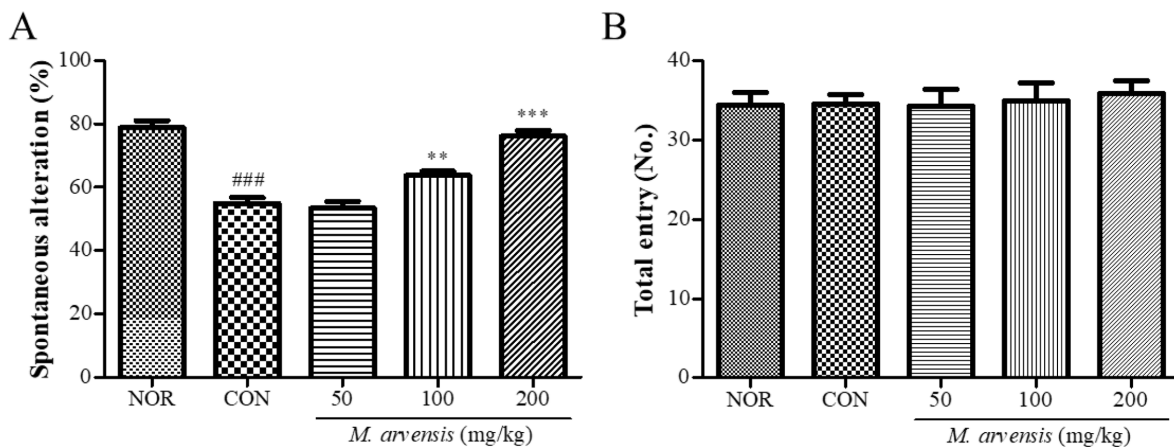 A
Spontaneous alteration (%)
100
80
60
40
20
0
###
**
***
NOR CON 50 100 200
M. arvensis (mg/kg)
B
Total entry (No.)
40
30
20
10
0
NOR CON 50 100 200
M. arvensis (mg/kg)